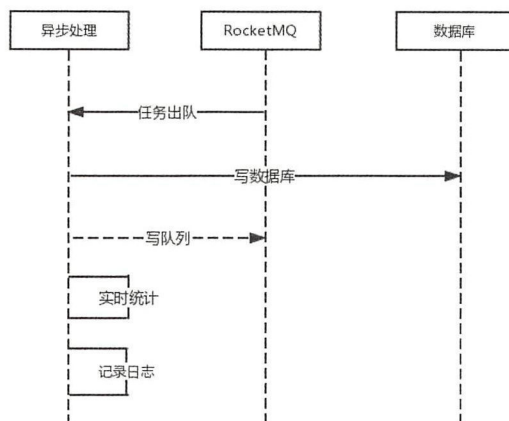 异步处理
RocketMQ
数据库
任务出队
写数据库
写队列
实时统计
记录日志